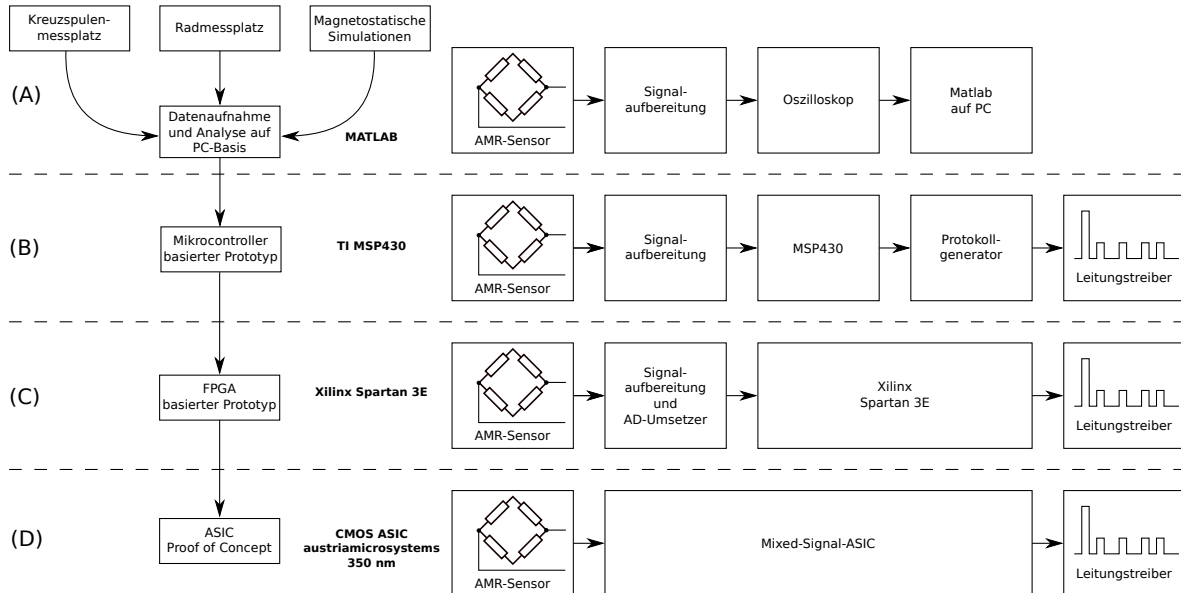 Kreuzspulen-
messplatz
Radmessplatz
Magnetostatische
Simulationen
(A)
Datenaufnahme
und Analyse auf
PC-Basis
MATLAB
AMR-Sensor
Signal-
aufbereitung
Oszilloskop
Matlab
auf PC
(B)
Mikrocontroller
basierter Prototyp
TI MSP430
AMR-Sensor
Signal-
aufbereitung
MSP430
Protokoll-
generator
Leitungstreiber
(C)
FPGA
basierter Prototyp
Xilinx Spartan 3E
AMR-Sensor
Signal-
aufbereitung
und
AD-Umsetzer
Xilinx
Spartan 3E
Leitungstreiber
(D)
ASIC
Proof of Concept
CMOS ASIC
austriamicrosystems
350 nm
AMR-Sensor
Mixed-Signal-ASIC
Leitungstreiber